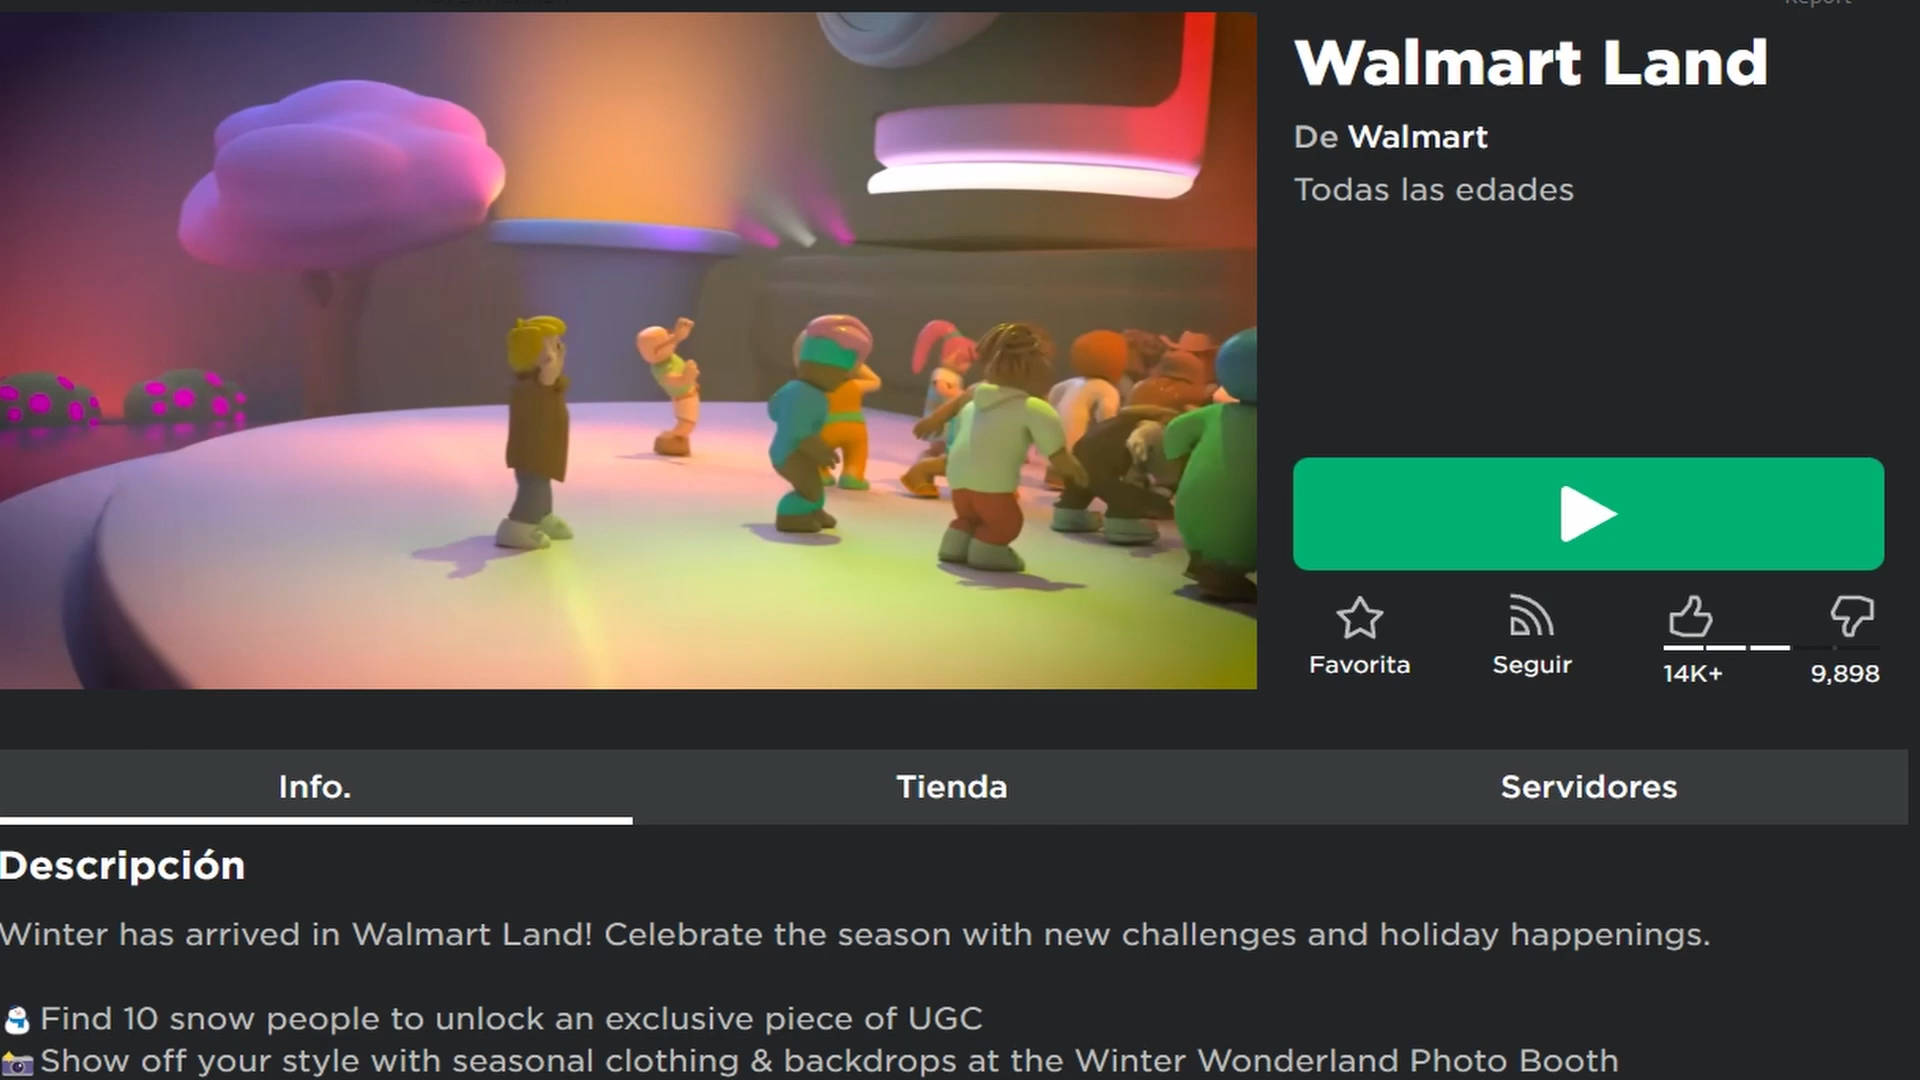 Report
Walmart Land
De Walmart
Todas las edades
Favorita
Seguir
14K+
9,898
Info.
Tienda
Servidores
Descripción
Winter has arrived in Walmart Land! Celebrate the season with new challenges and holiday happenings.
Find 10 snow people to unlock an exclusive piece of UGC
Show off your style with seasonal clothing & backdrops at the Winter Wonderland Photo Booth